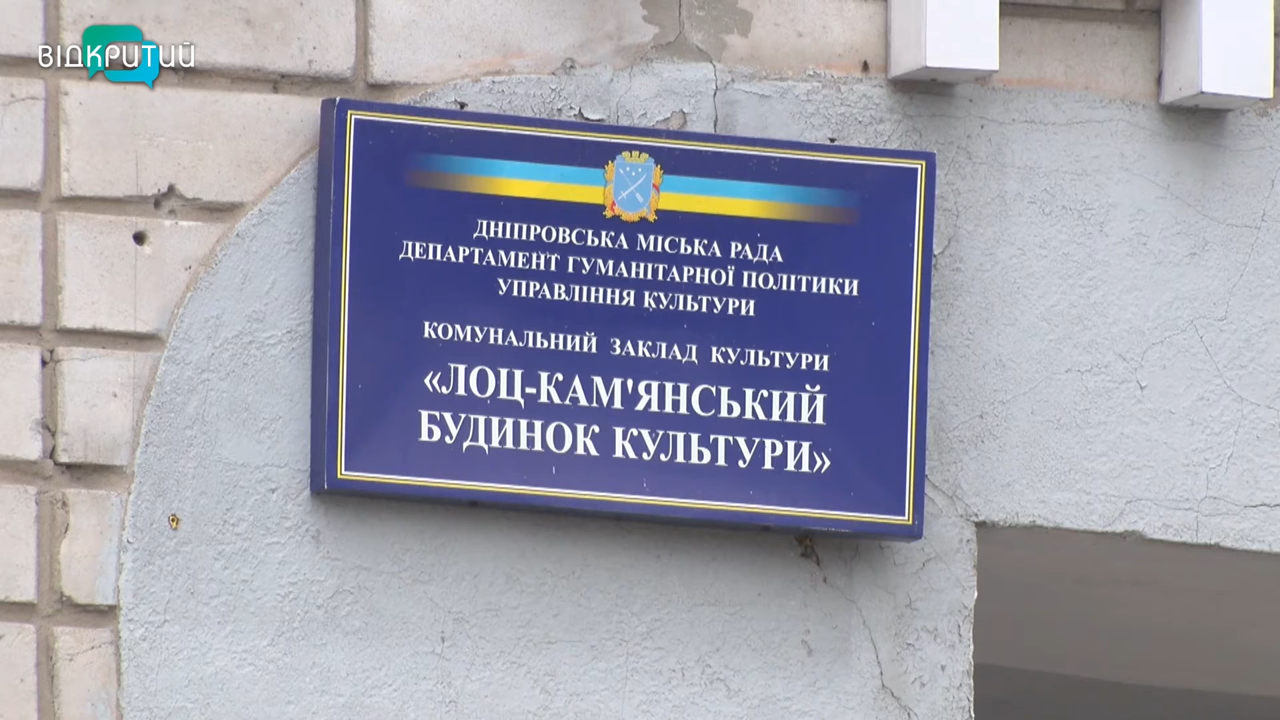 ВІДКРИТИЙ
ДНІПРОВСЬКА МІСЬКА РАДА
ДЕПАРТАМЕНТ ГУМАНІТАРНОЇ ПОЛІТИКИ
УПРАВЛІННЯ КУЛЬТУРИ
КОМУНАЛЬНИЙ ЗАКЛАД КУЛЬТУРИ
«ЛОЦ-КАМ'ЯНСЬКИЙ
БУДИНОК КУЛЬТУРИ»